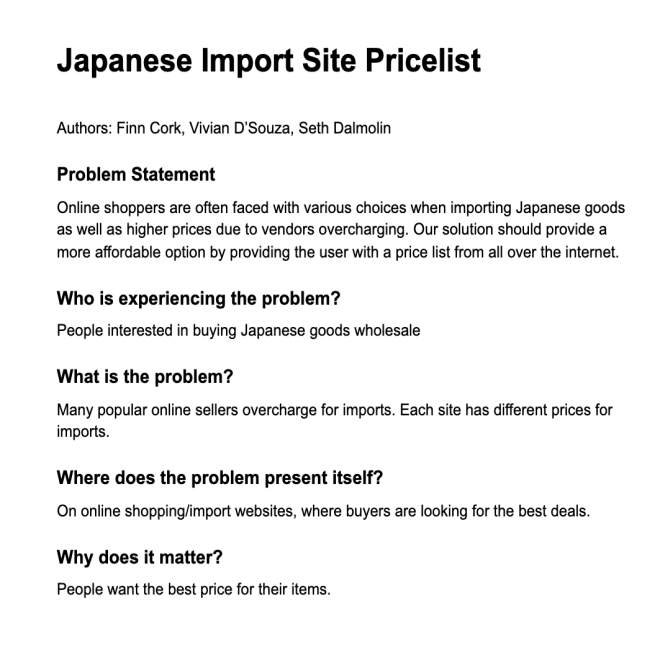 Japanese Import Site Pricelist
Authors: Finn Cork, Vivian D'Souza, Seth Dalmolin
Problem Statement
Online shoppers are often faced with various choices when importing Japanese goods
as well as higher prices due to vendors overcharging. Our solution should provide a
more affordable option by providing the user with a price list from all over the internet.
Who is experiencing the problem?
People interested in buying Japanese goods wholesale
What is the problem?
Many popular online sellers overcharge for imports. Each site has different prices for
imports.
Where does the problem present itself?
On online shopping/import websites, where buyers are looking for the best deals.
Why does it matter?
People want the best price for their items.